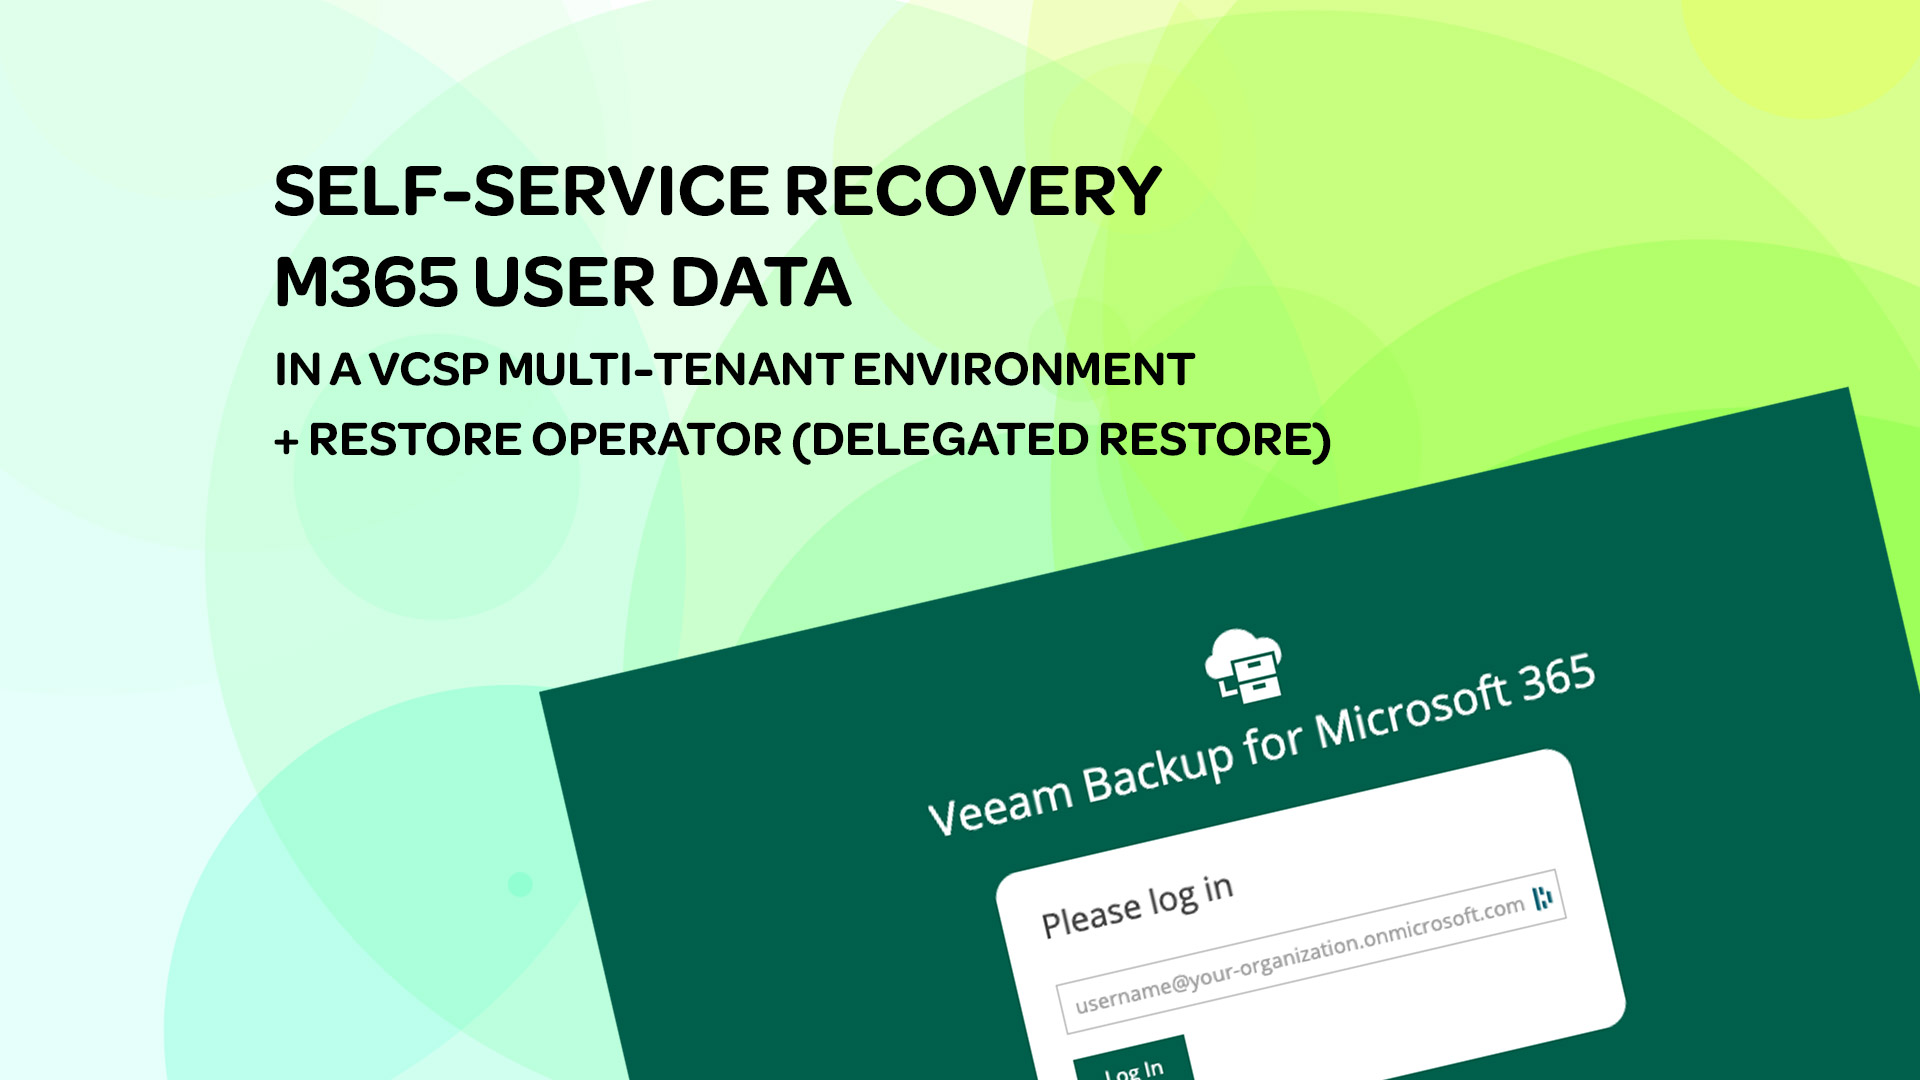 SELF-SERVICE RECOVERY
M365 USER DATA
IN A VCSP MULTI-TENANT ENVIRONMENT
+ RESTORE OPERATOR (DELEGATED RESTORE)
Veeam Backup for Microsoft 365
Please log in
username@your-organization.onmicrosoft.com
Log In